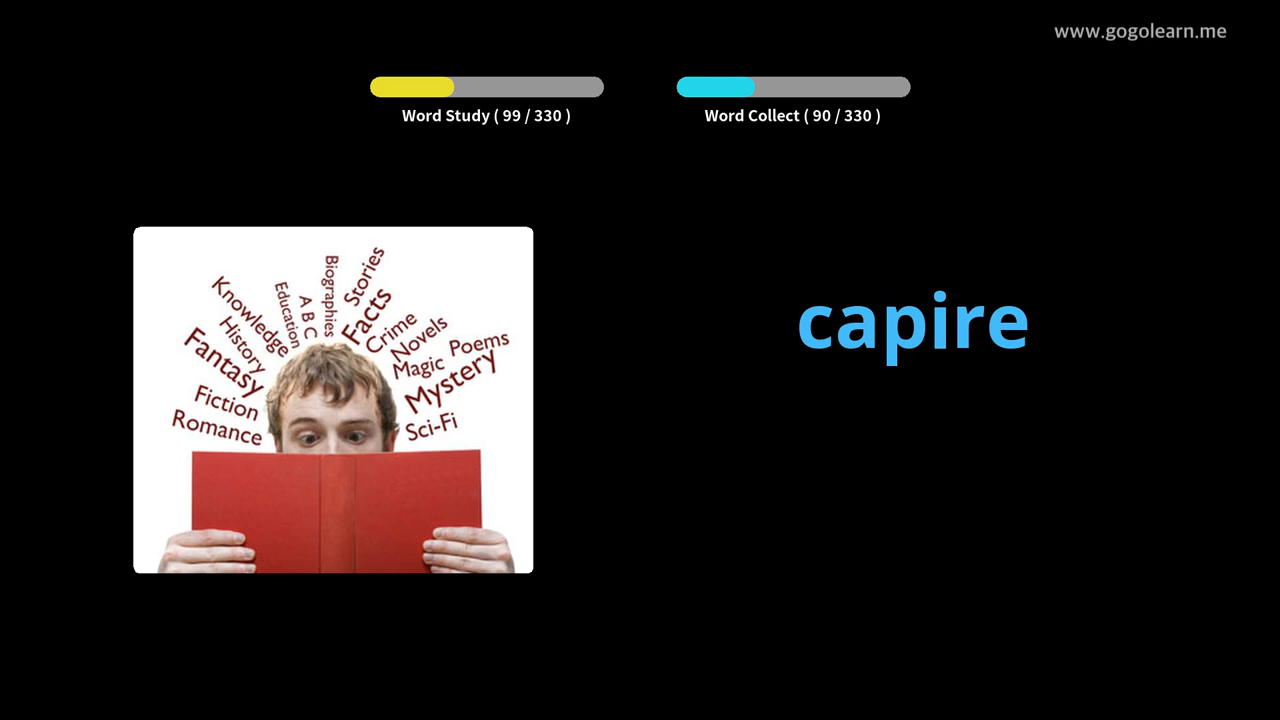 www.gogolearn.me
Word Study ( 99 / 330 )
Word Collect ( 90 / 330 )
capire
Knowledge
Education
A B C
Biographies
Stories
Facts
History
Crime
Novels
Poems
Fantasy
Magic
Mystery
Fiction
Romance
Sci-Fi